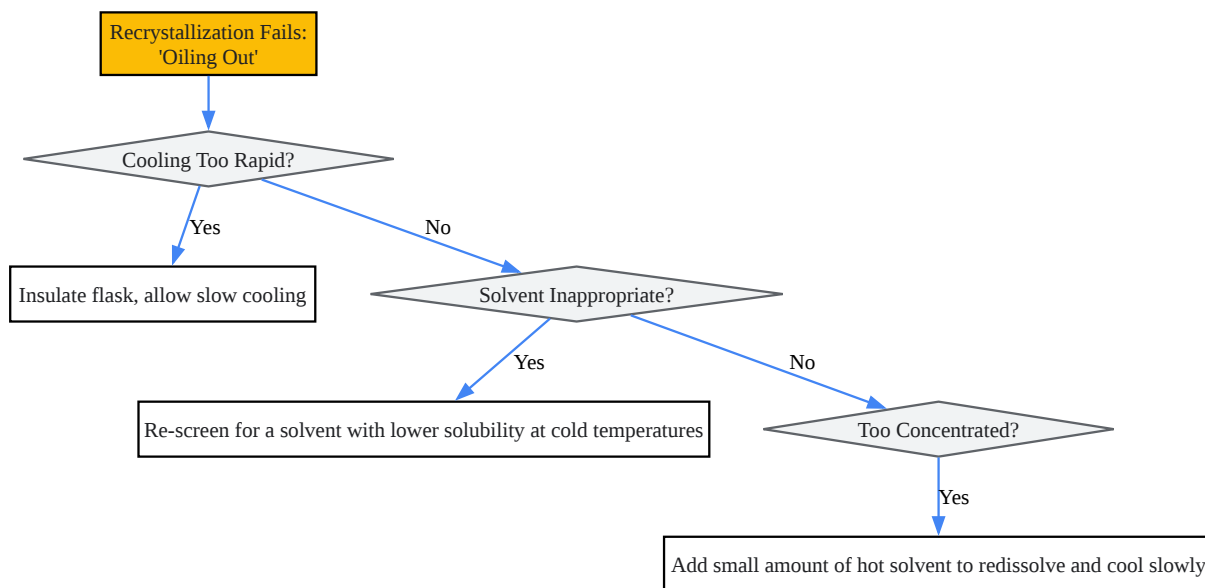 Recrystallization Fails:
'Oiling Out'
Cooling Too Rapid?
Yes
No
Insulate flask, allow slow cooling
Solvent Inappropriate?
Yes
No
Re-screen for a solvent with lower solubility at cold temperatures
Too Concentrated?
Yes
Add small amount of hot solvent to redissolve and cool slowly